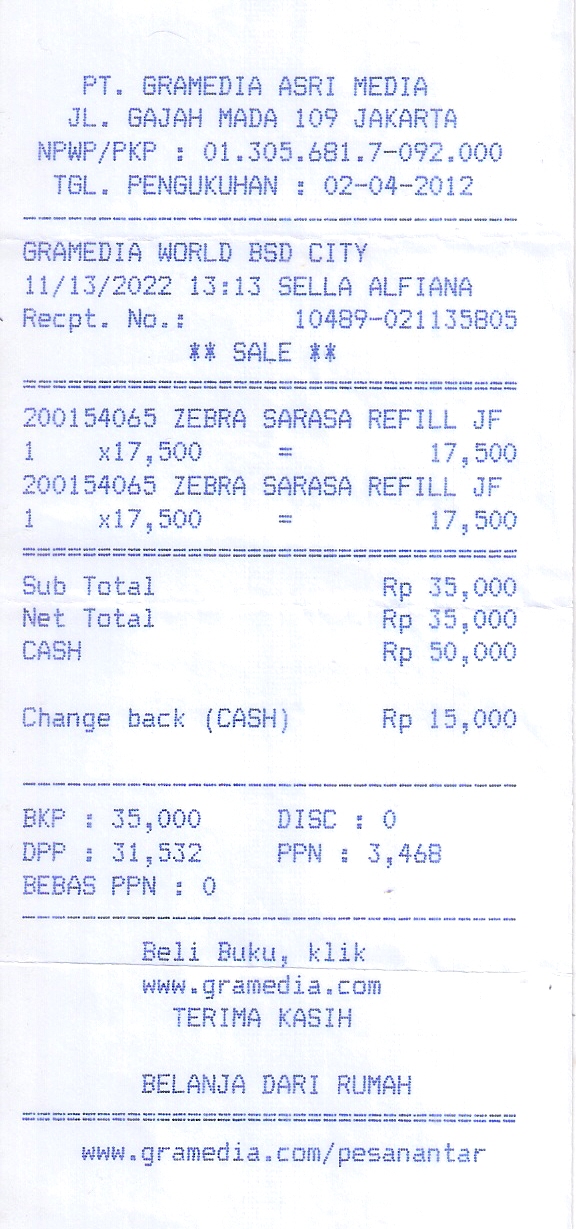 PT. GRAMEDIA ASRI MEDIA
JL. GAJAH MADA 109 JAKARTA
NPWP/PKP : 01.305.681.7-092.000
TGL. PENGUKUHAN : 02-04-2012
GRAMEDIA WORLD BSD CITY
11/13/2022 13:13 SELLA ALFIANA
Recpt. No.: 10489-021135805
** SALE **
200154065 ZEBRA SARASA REFILL JF
1 x17,500 = 17,500
200154065 ZEBRA SARASA REFILL JF
1 x17,500 = 17,500
Sub Total Rp 35,000
Net Total Rp 35,000
CASH Rp 50,000
Change back (CASH) Rp 15,000
BKP : 35,000 DISC : 0
DPP : 31,532 PPN : 3,468
BEBAS PPN : 0
Beli Buku, klik
www.gramedia.com
TERIMA KASIH
BELANJA DARI RUMAH
www.gramedia.com/pesanantar